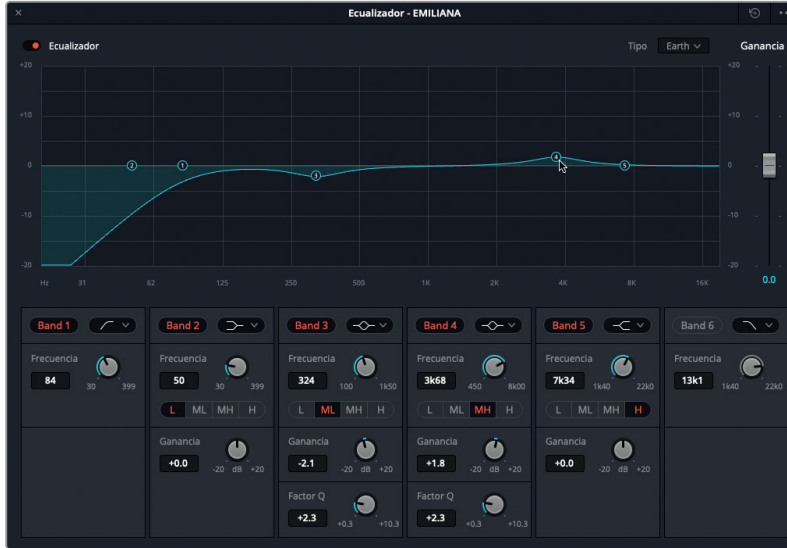 Ecualizador - EMILIANA
Ecualizador
Tipo Earth
Ganancia
+20 +20
+10 +10
2 1 4 5
0 0
3
-10 -10
-20 -20
Hz 31 62 125 250 500 1K 2K 4K 8K 16K
0.0
Band 1 Band 2 Band 3 Band 4 Band 5 Band 6
Frecuencia Frecuencia Frecuencia Frecuencia Frecuencia Frecuencia
84 30 399 50 30 399 324 100 1k50 3k68 450 8k00 7k34 1k40 22k0 13k1 1k40 22k0
L ML MH H L ML MH H L ML MH H L ML MH H
Ganancia Ganancia Ganancia Ganancia
+0.0 -20 dB +20 -2.1 -20 dB +20 +1.8 -20 dB +20 +0.0 -20 dB +20
Factor Q Factor Q
+2.3 +0.3 +10.3 +2.3 +0.3 +10.3